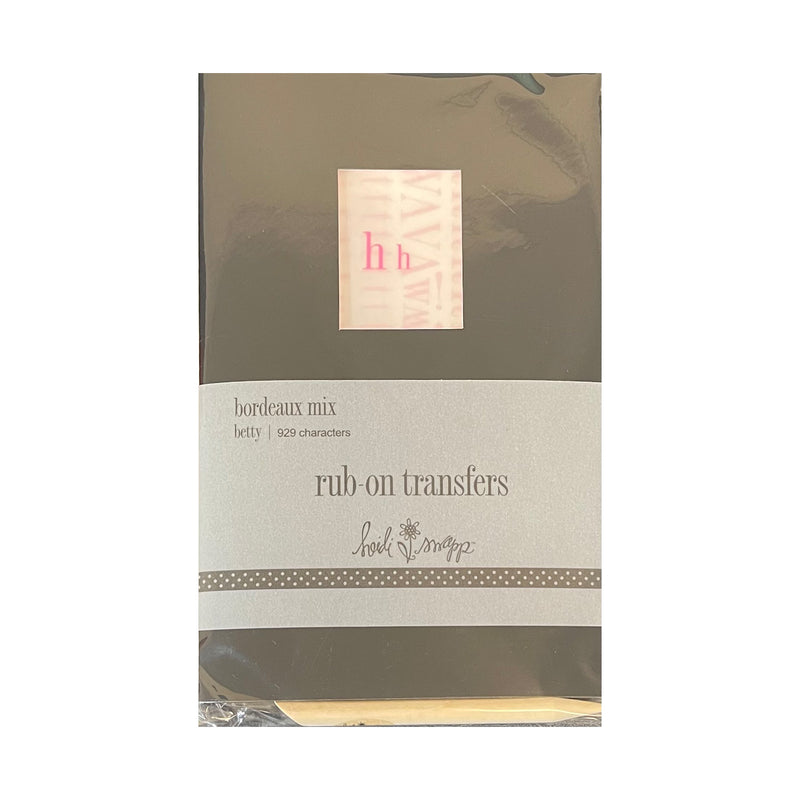 h h
bordeaux mix
betty | 929 characters
rub-on transfers
heidi swapp